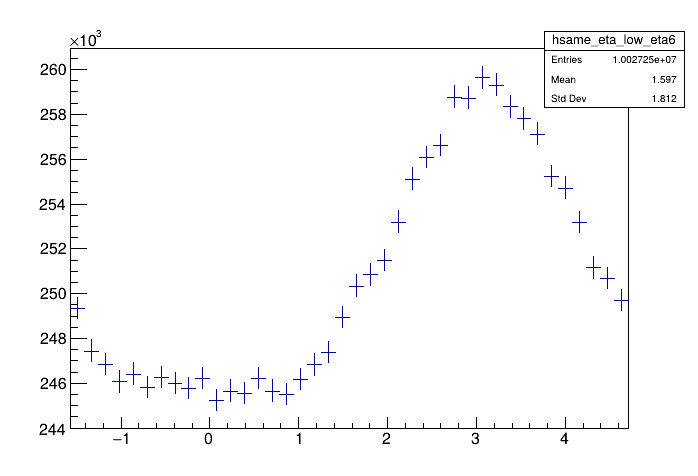 ×10³
hsame_eta_low_eta6
Entries 1.002725e+07
Mean 1.597
Std Dev 1.812
260
258
256
254
252
250
248
246
244
−1 0 1 2 3 4